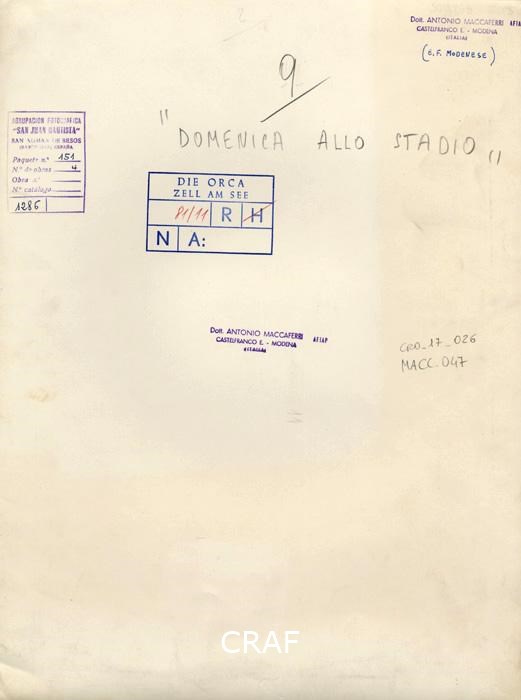 Dott. ANTONIO MACCAFERRI AFIAP
CASTELFRANCO E. - MODENA
(ITALIA)
(C.F. MODENESE)
9
"DOMENICA ALLO STADIO"
AGRUPACION FOTOGRAFICA
"SAN JUAN BAUTISTA"
SAN ADRIAN DE BESOS
Paquete n.º 151
N.º de obras 4
Obra n.º
N.º catálogo
1286
DIE ORCA
ZELL AM SEE
81/11 R H
N A:
Dott. ANTONIO MACCAFERRI AFIAP
CASTELFRANCO E. - MODENA
(ITALIA)
CRO_17_026
MACC_047
CRAF